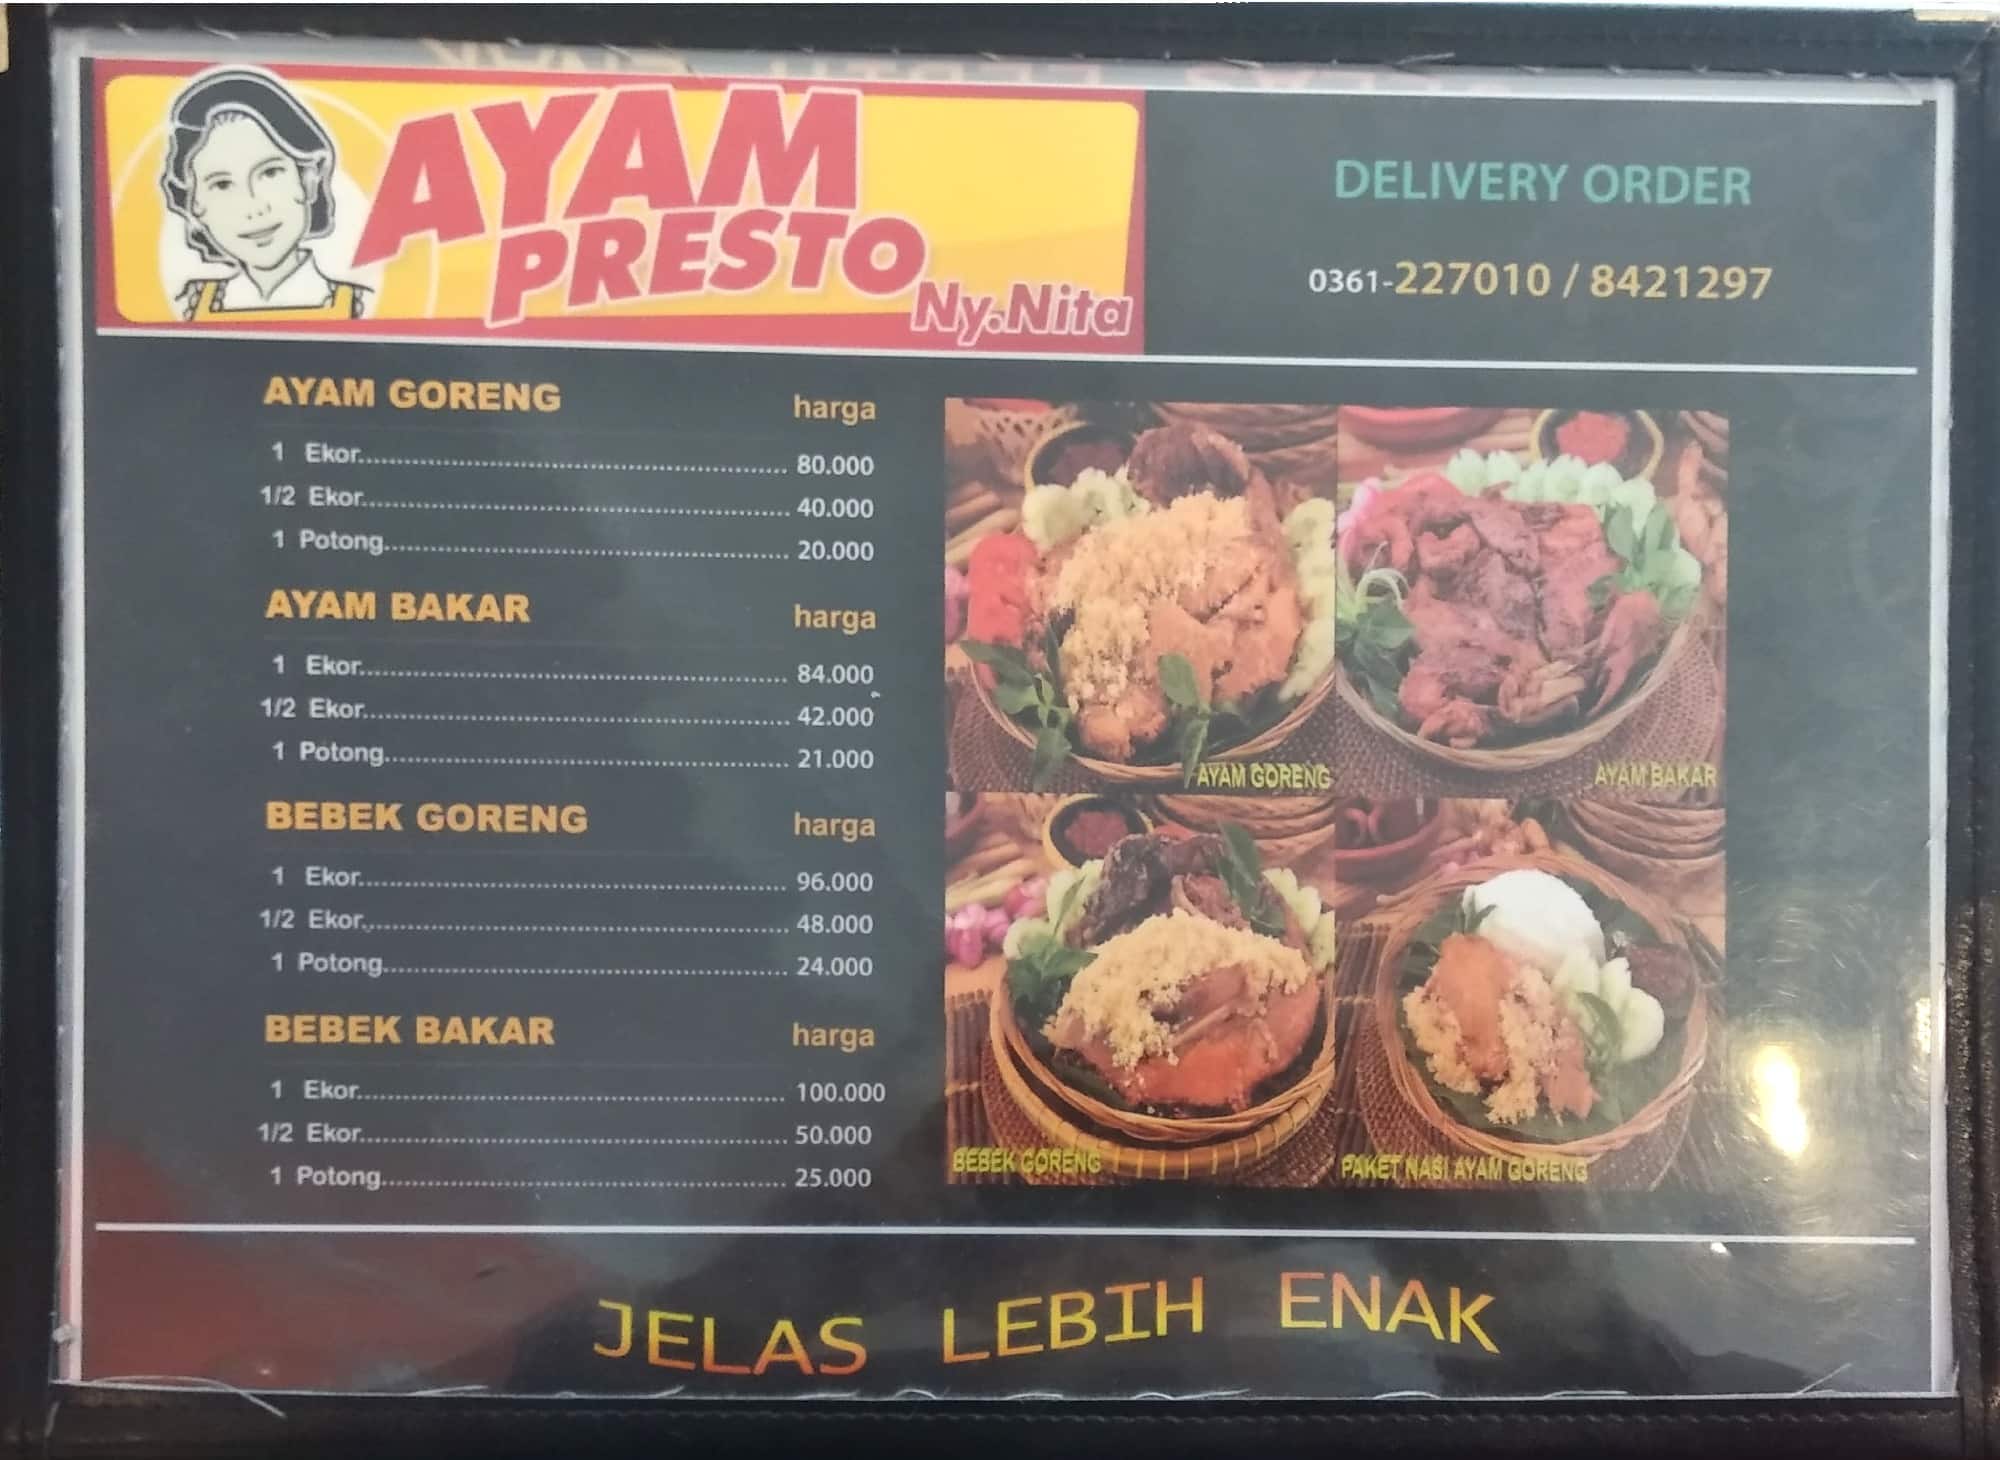 AYAM
PRESTO
Ny.Nita
DELIVERY ORDER
0361-227010 / 8421297
AYAM GORENG harga
1 Ekor................................ 80.000
1/2 Ekor................................ 40.000
1 Potong................................ 20.000
AYAM BAKAR harga
1 Ekor................................ 84.000
1/2 Ekor................................ 42.000
1 Potong................................ 21.000
BEBEK GORENG harga
1 Ekor................................ 96.000
1/2 Ekor................................ 48.000
1 Potong................................ 24.000
BEBEK BAKAR harga
1 Ekor................................ 100.000
1/2 Ekor................................ 50.000
1 Potong................................ 25.000
AYAM GORENG
AYAM BAKAR
BEBEK GORENG
PAKET NASI AYAM GORENG
JELAS LEBIH ENAK